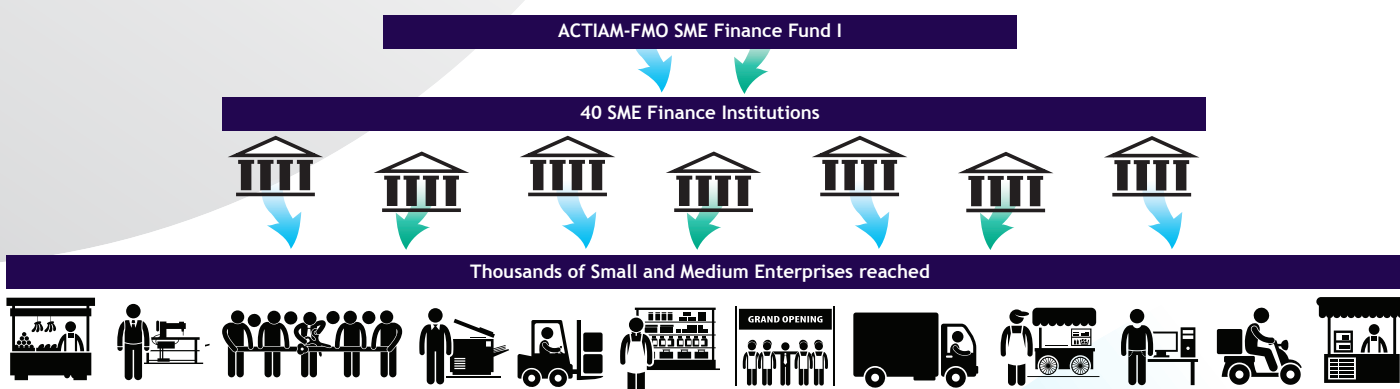 ACTIAM-FMO SME Finance Fund I
40 SME Finance Institutions
Thousands of Small and Medium Enterprises reached
GRAND OPENING